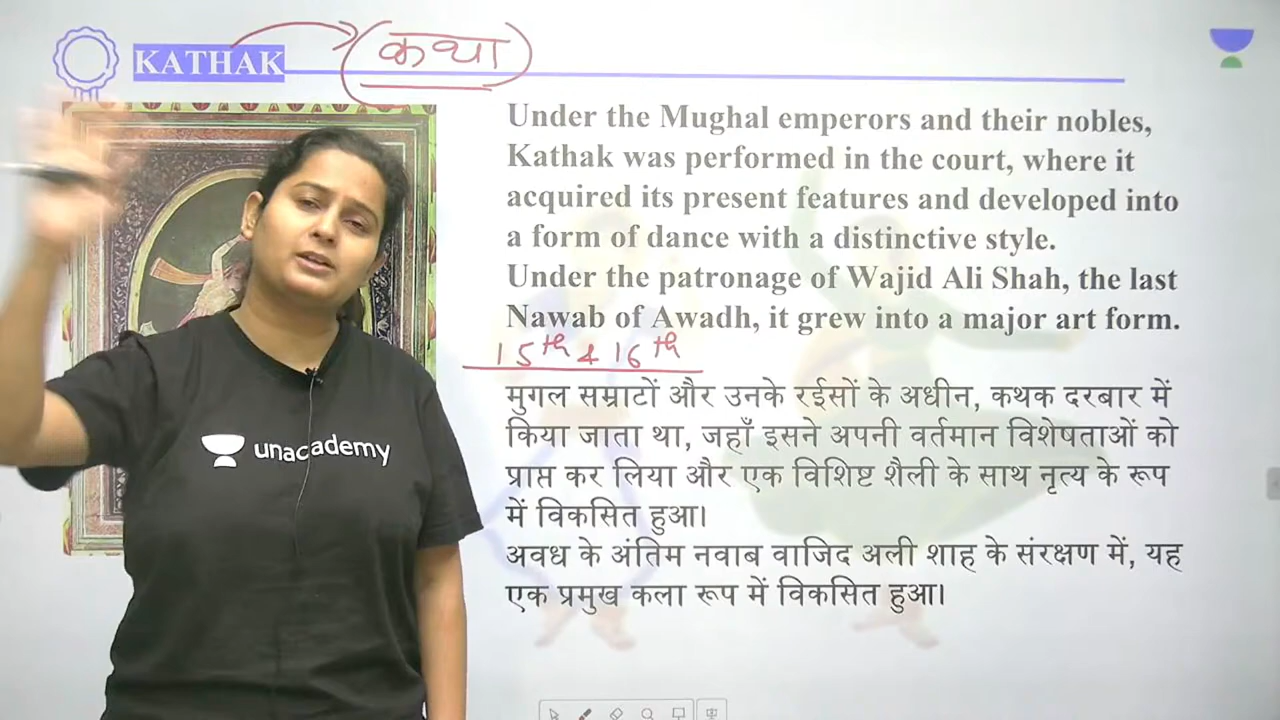 KATHAK
कथा
Under the Mughal emperors and their nobles,
Kathak was performed in the court, where it
acquired its present features and developed into
a form of dance with a distinctive style.
Under the patronage of Wajid Ali Shah, the last
Nawab of Awadh, it grew into a major art form.
15th & 16th
मुगल सम्राटों और उनके रईसों के अधीन, कथक दरबार में
किया जाता था, जहाँ इसने अपनी वर्तमान विशेषताओं को
प्राप्त कर लिया और एक विशिष्ट शैली के साथ नृत्य के रूप
में विकसित हुआ।
अवध के अंतिम नवाब वाजिद अली शाह के संरक्षण में, यह
एक प्रमुख कला रूप में विकसित हुआ।
unacademy